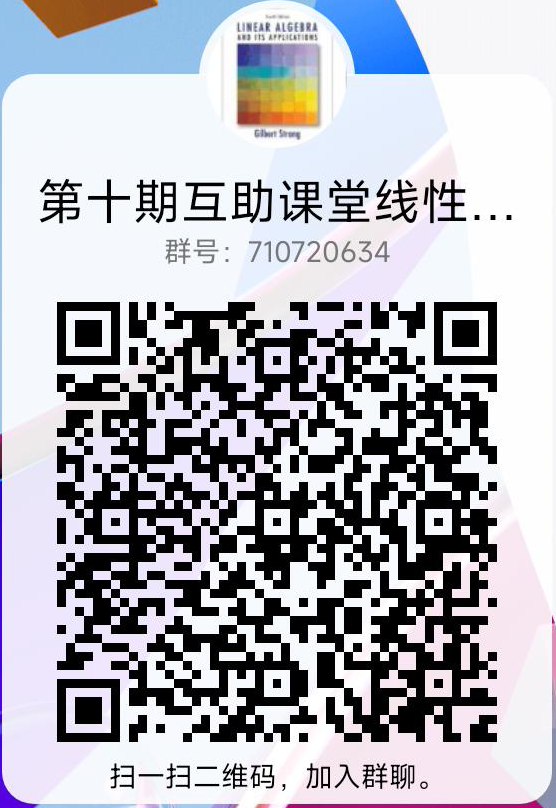 LINEAR ALGEBRA
AND ITS APPLICATIONS
Gilbert Strang
第十期互助课堂线性...
群号：710720634
扫一扫二维码，加入群聊。